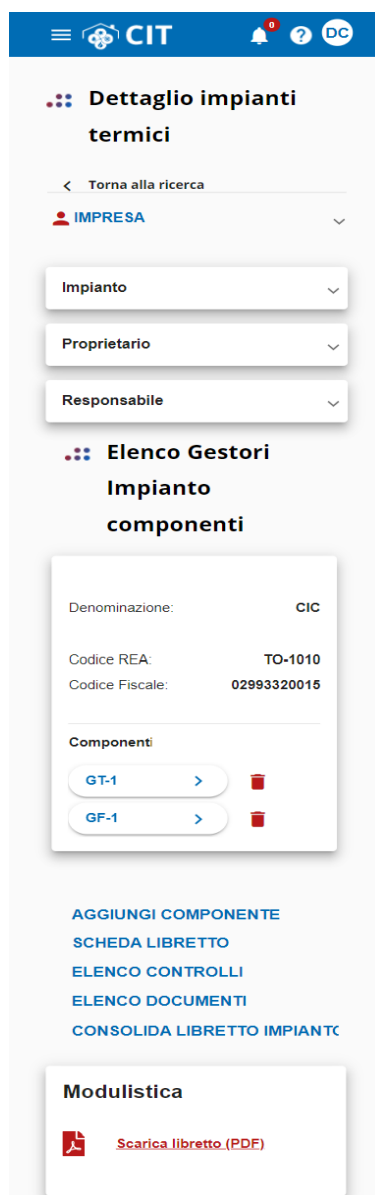 CIT
0
?
DC
Dettaglio impianti
termici
Torna alla ricerca
IMPRESA
Impianto
Proprietario
Responsabile
Elenco Gestori
Impianto
componenti
Denominazione: CIC
Codice REA: TO-1010
Codice Fiscale: 02993320015
Componenti
GT-1
GF-1
AGGIUNGI COMPONENTE
SCHEDA LIBRETTO
ELENCO CONTROLLI
ELENCO DOCUMENTI
CONSOLIDA LIBRETTO IMPIANTO
Modulistica
Scarica libretto (PDF)